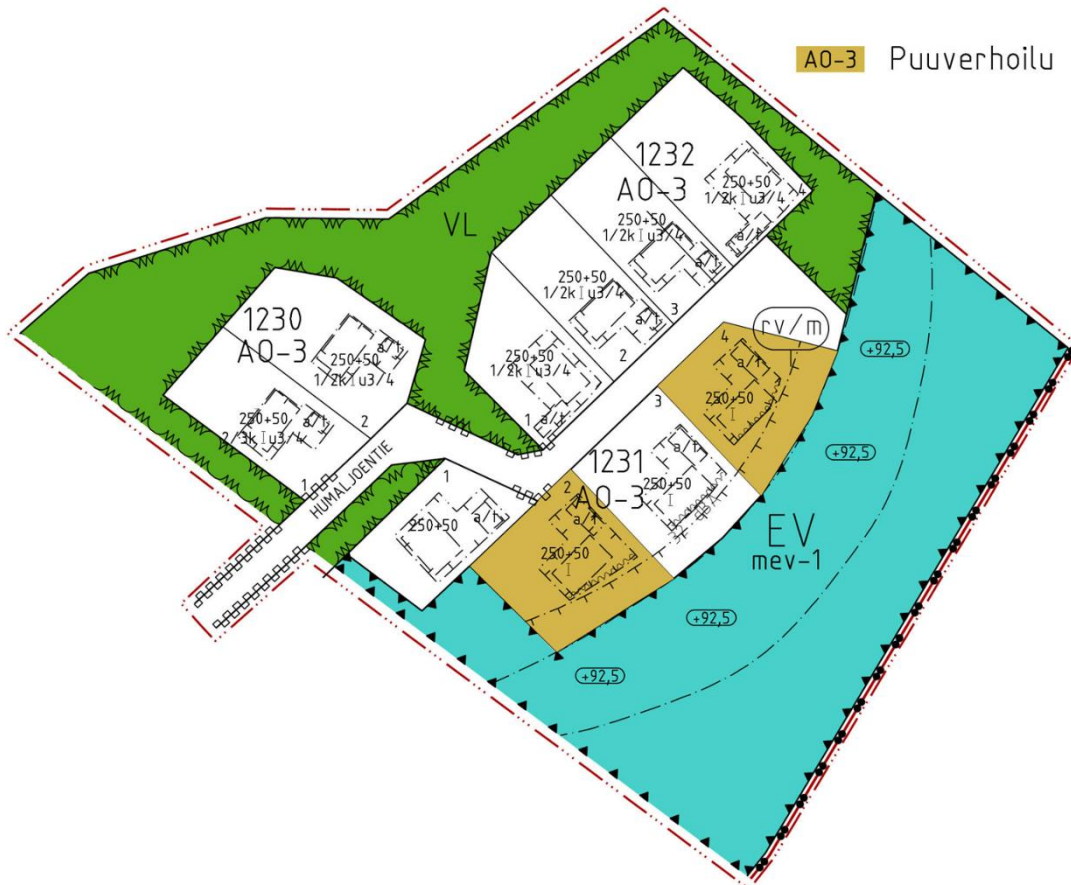 AO-3 Puuverhoilu
1232
AO-3
250+50
1/2kIu3/4
4
a/t
250+50
1/2kIu3/4
a/t
3
VL
250+50
1/2kIu3/4
a/t
2
250+50
1/2kIu3/4
1
a/t
rv/m
1230
AO-3
a/t
250+50
1/2kIu3/4
2
250+50
a/t
2/3kIu3/4
1
HUMALJOENTIE
4
a/t
250+50
I
3
a/t
250+50
I
1231
AO-3
2
a/t
250+50
I
1
a/t
250+50
+92,5
+92,5
EV
mev-1
+92,5
+92,5